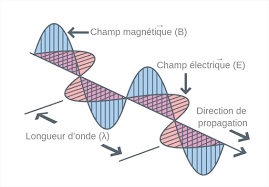 Champ magnétique (B⃗)
Champ électrique (E⃗)
Direction de
propagation
Longueur d'onde (λ)